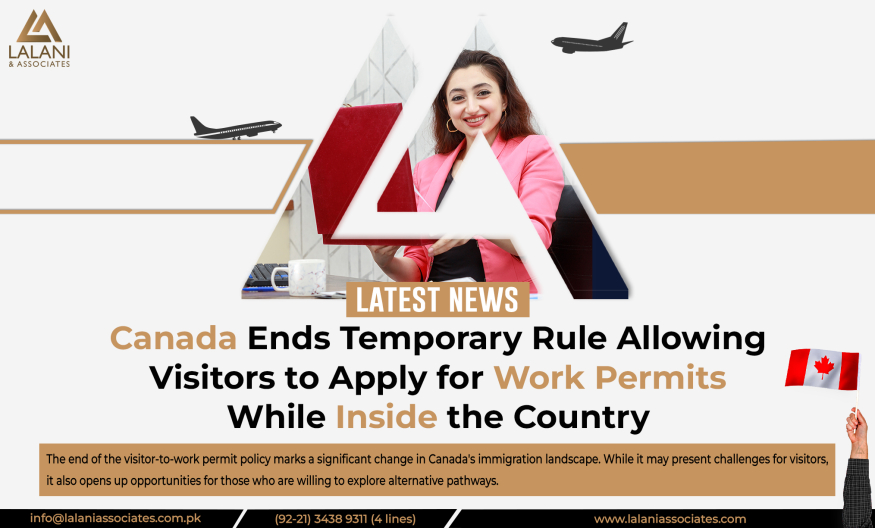 LALANI
& ASSOCIATES
LATEST NEWS
Canada Ends Temporary Rule Allowing
Visitors to Apply for Work Permits
While Inside the Country
The end of the visitor-to-work permit policy marks a significant change in Canada's immigration landscape. While it may present challenges for visitors,
it also opens up opportunities for those who are willing to explore alternative pathways.
info@lalaniassociates.com.pk
(92-21) 3438 9311 (4 lines)
www.lalaniassociates.com